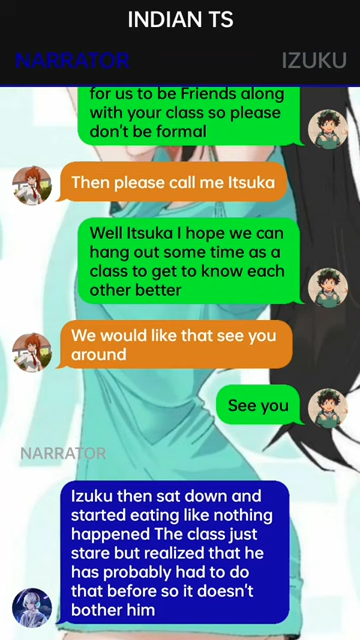 INDIAN TS
NARRATOR IZUKU
for us to be Friends along
with your class so please
don't be formal
Then please call me Itsuka
Well Itsuka I hope we can
hang out some time as a
class to get to know each
other better
We would like that see you
around
See you
NARRATOR
Izuku then sat down and
started eating like nothing
happened The class just
stare but realized that he
has probably had to do
that before so it doesn't
bother him